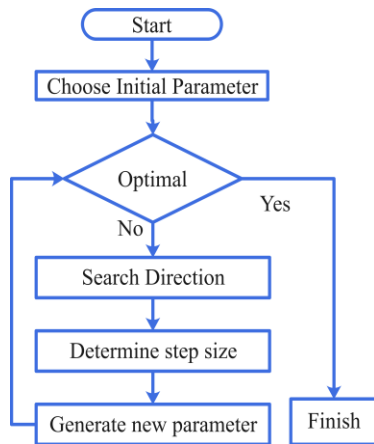 Start
Choose Initial Parameter
Optimal
Yes
No
Search Direction
Determine step size
Generate new parameter
Finish